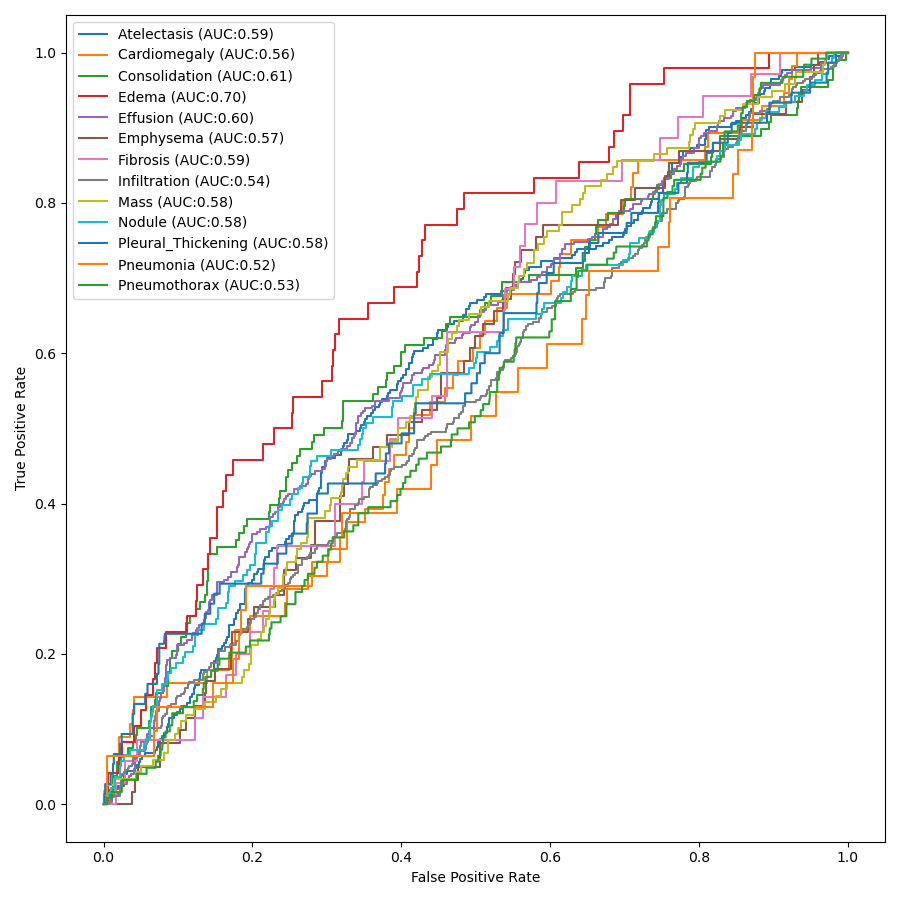 Atelectasis (AUC:0.59)
Cardiomegaly (AUC:0.56)
Consolidation (AUC:0.61)
Edema (AUC:0.70)
Effusion (AUC:0.60)
Emphysema (AUC:0.57)
Fibrosis (AUC:0.59)
Infiltration (AUC:0.54)
Mass (AUC:0.58)
Nodule (AUC:0.58)
Pleural_Thickening (AUC:0.58)
Pneumonia (AUC:0.52)
Pneumothorax (AUC:0.53)
1.0
0.8
0.6
0.4
0.2
0.0
True Positive Rate
0.0 0.2 0.4 0.6 0.8 1.0
False Positive Rate